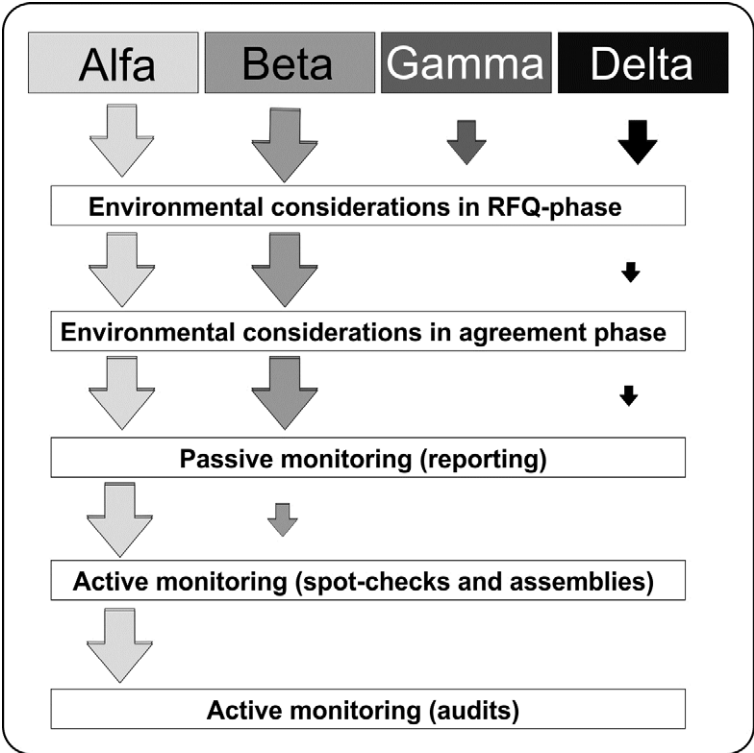 Alfa Beta Gamma Delta
Environmental considerations in RFQ-phase
Environmental considerations in agreement phase
Passive monitoring (reporting)
Active monitoring (spot-checks and assemblies)
Active monitoring (audits)